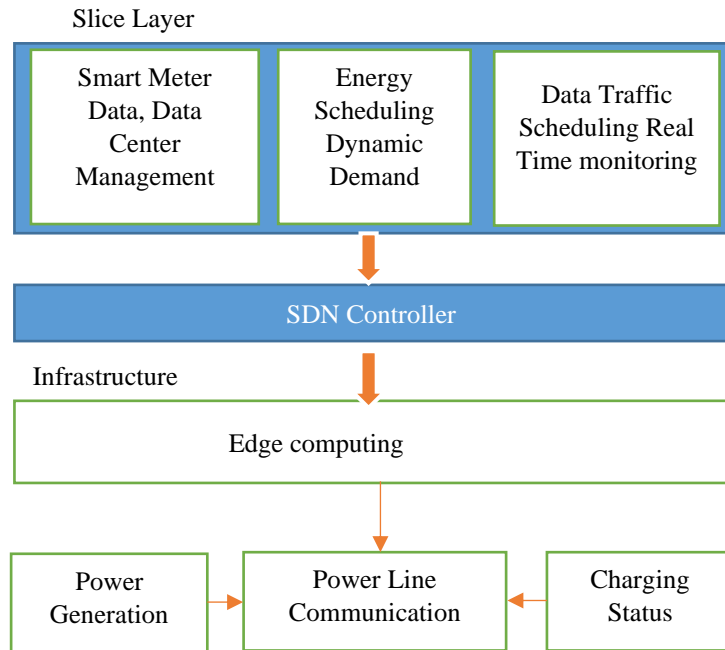 Slice Layer
Smart Meter
Data, Data
Center
Management
Energy
Scheduling
Dynamic
Demand
Data Traffic
Scheduling Real
Time monitoring
SDN Controller
Infrastructure
Edge computing
Power
Generation
Power Line
Communication
Charging
Status